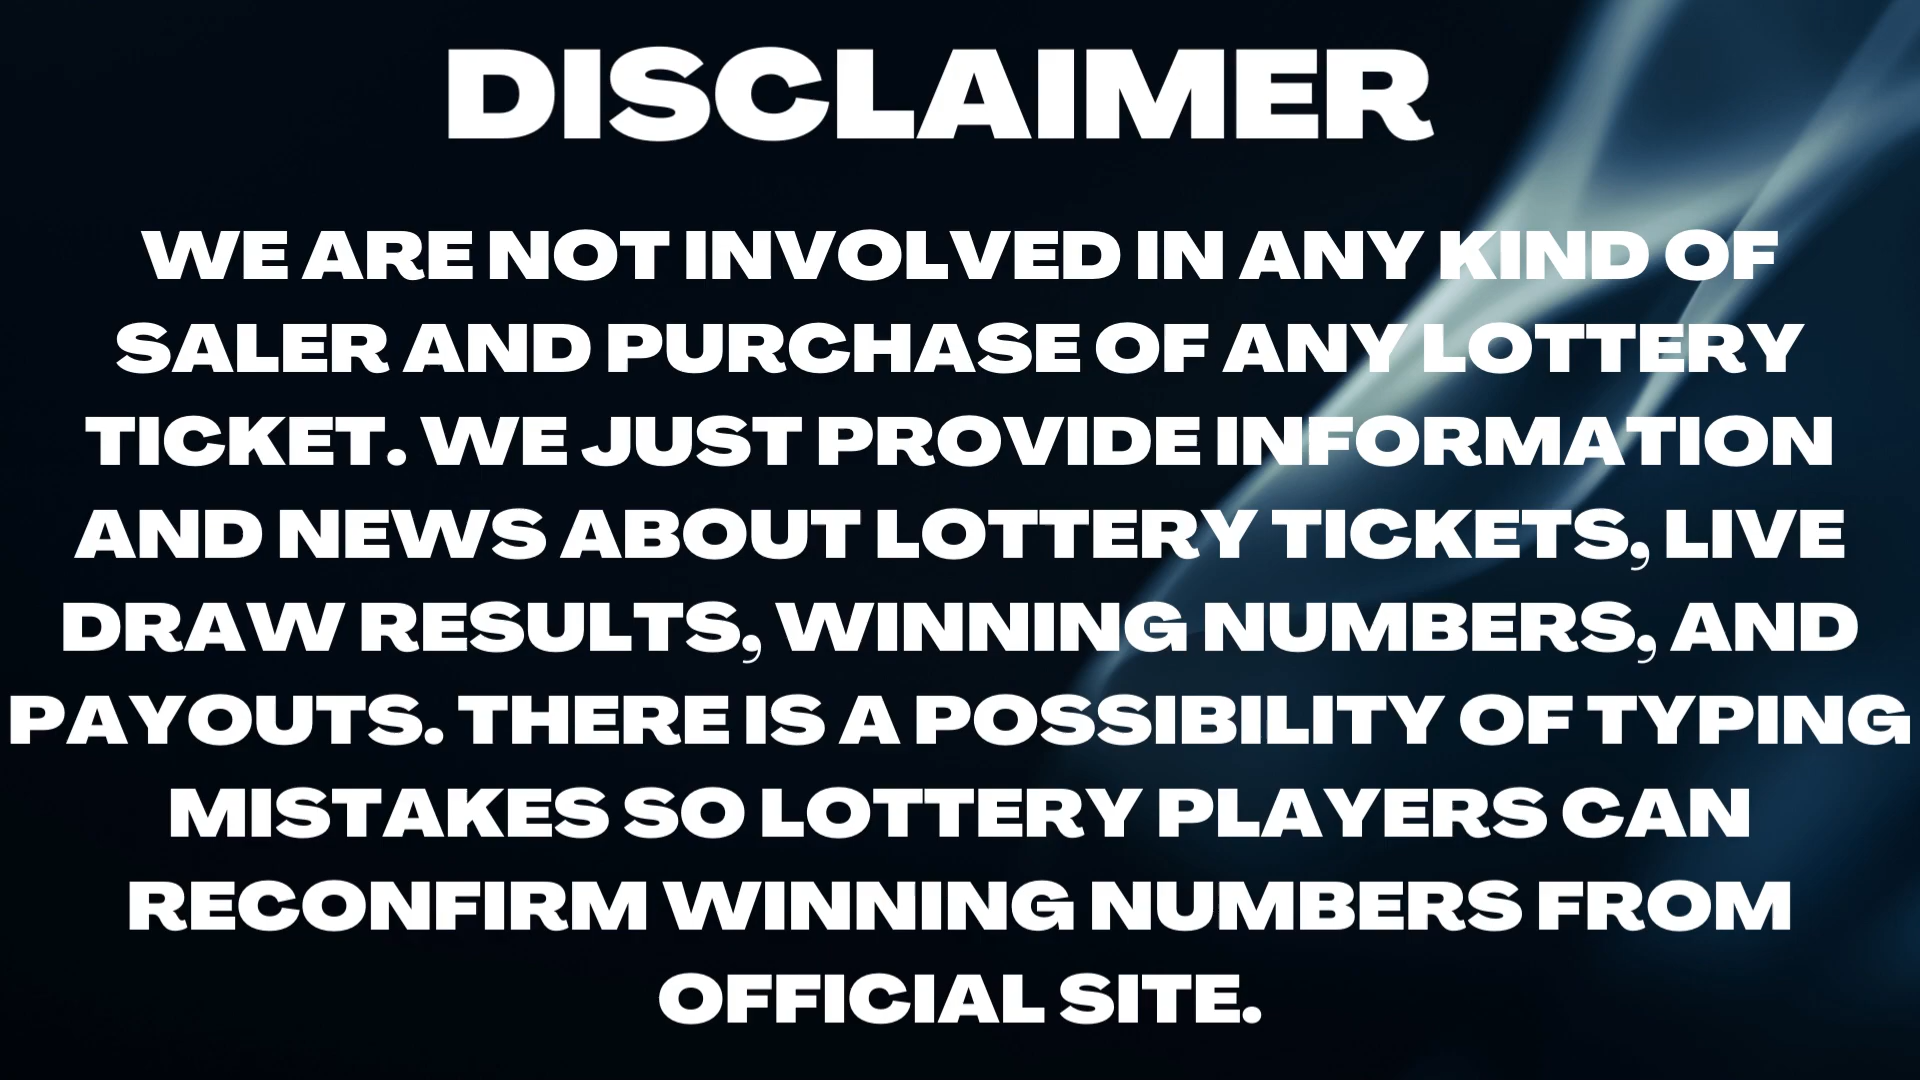 DISCLAIMER
WE ARE NOT INVOLVED IN ANY KIND OF
SALER AND PURCHASE OF ANY LOTTERY
TICKET. WE JUST PROVIDE INFORMATION
AND NEWS ABOUT LOTTERY TICKETS, LIVE
DRAW RESULTS, WINNING NUMBERS, AND
PAYOUTS. THERE IS A POSSIBILITY OF TYPING
MISTAKES SO LOTTERY PLAYERS CAN
RECONFIRM WINNING NUMBERS FROM
OFFICIAL SITE.